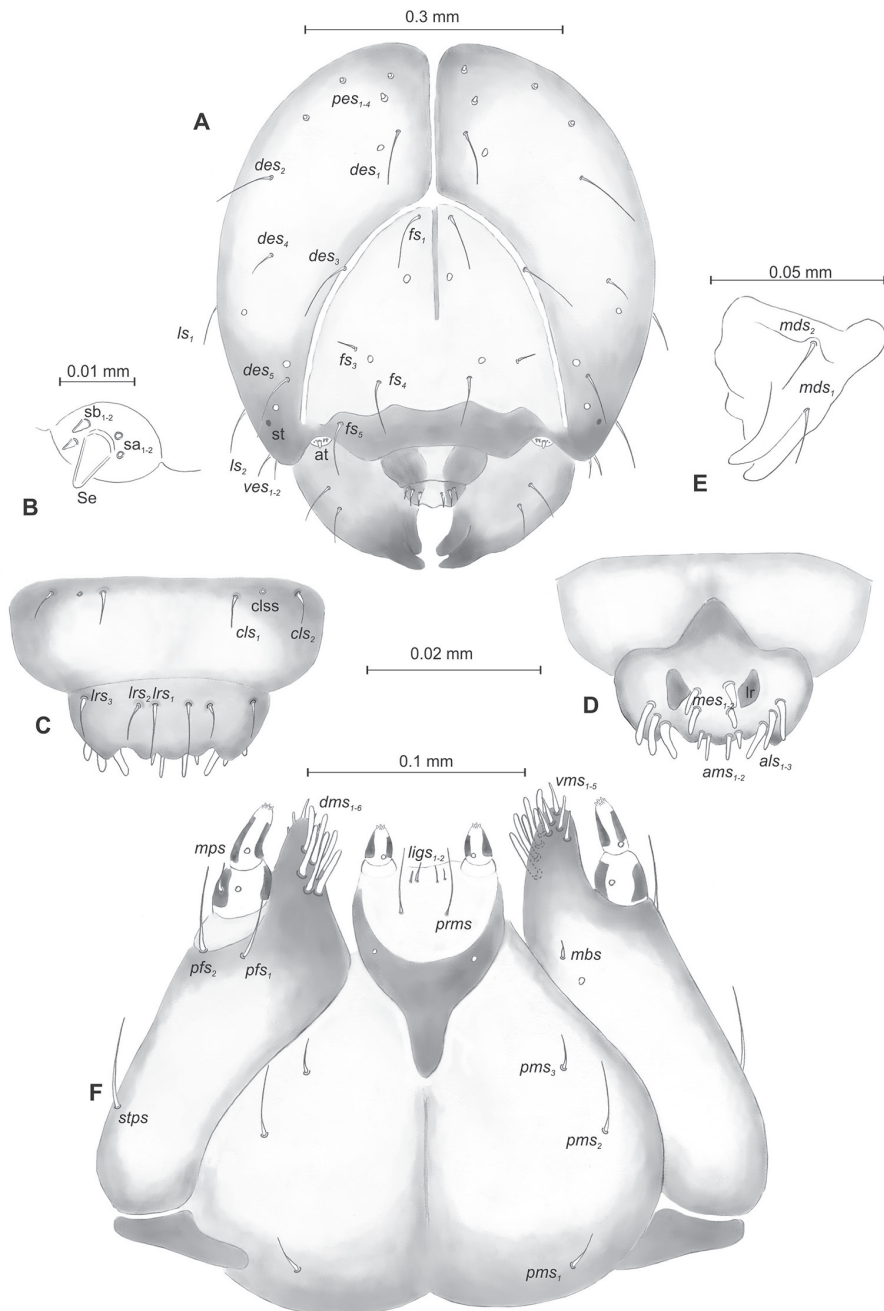 0.3 mm
A
pes₁₋₄
des₂
des₁
fs₁
des₄
des₃
0.05 mm
mds₂
ls₁
fs₃
des₅
fs₄
mds₁
0.01 mm
sb₁₋₂
sa₁₋₂
st
fs₅
at
ls₂
ves₁₋₂
Se
B
E
clss
cls₁
cls₂
0.02 mm
lrs₃
lrs₂
lrs₁
C
mes₁₋₂
lr
D
ams₁₋₂
als₁₋₃
0.1 mm
dms₁₋₆
vms₁₋₅
mps
ligs₁₋₂
prms
pfs₂
pfs₁
mbs
pms₃
F
stps
pms₂
pms₁